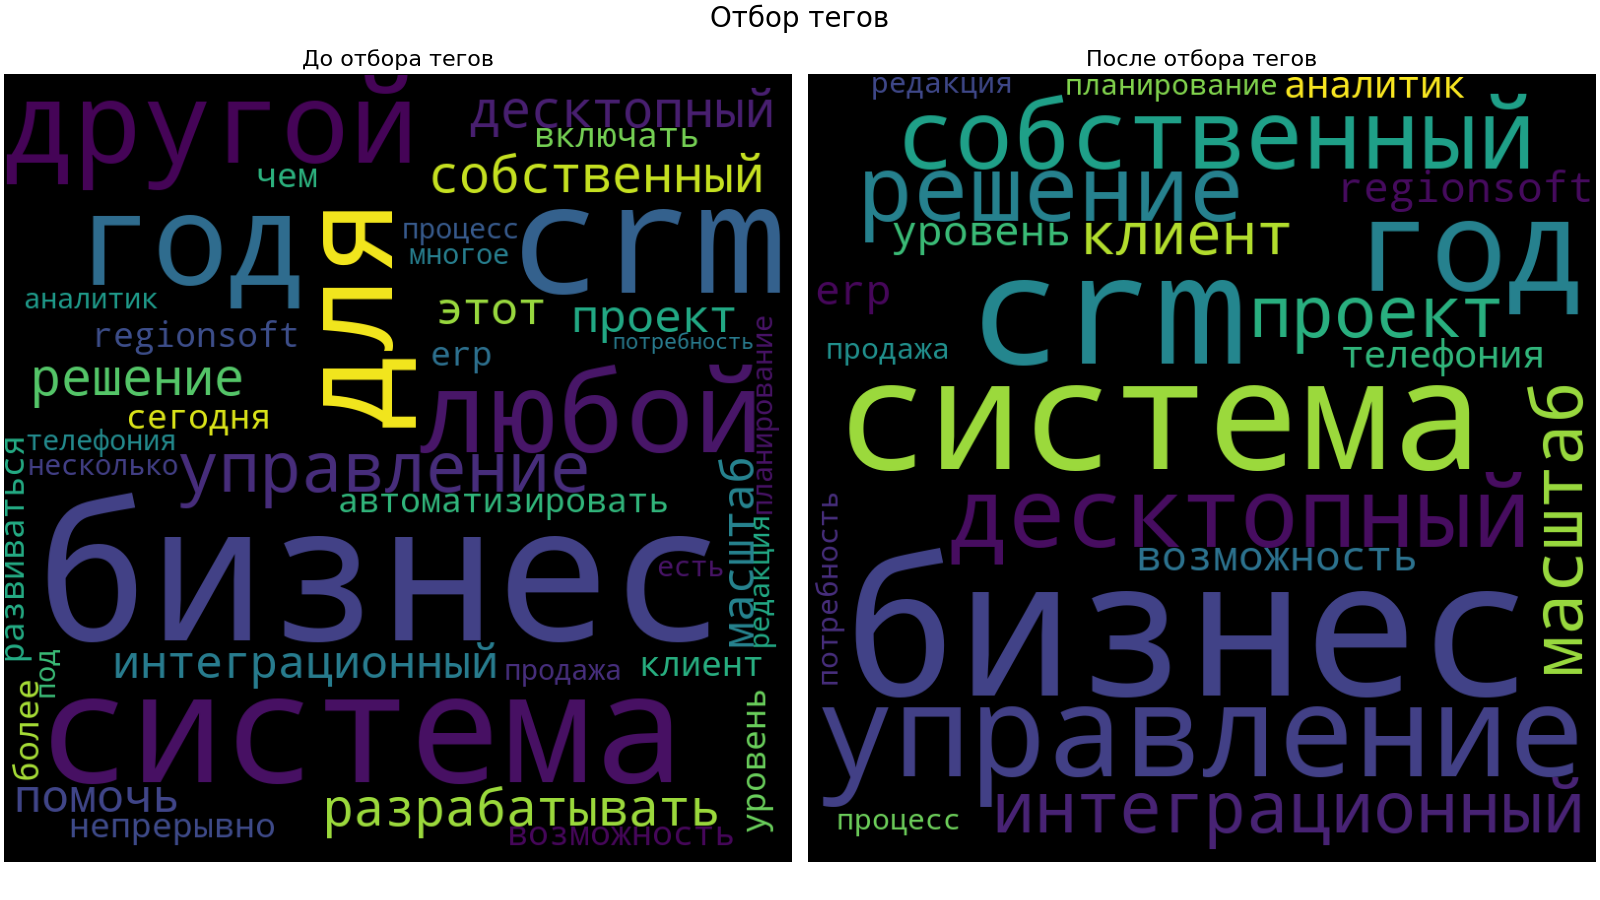 Отбор тегов
До отбора тегов
другой
десктопный
включать
чем
собственный
год
для
процесс
многое
crm
аналитик
этот
проект
regionsoft
erp
потребность
планирование
решение
любой
сегодня
телефония
несколько
управление
развиваться
автоматизировать
масштаб
бизнес
есть
редакция
под
интеграционный
продажа
клиент
более
система
уровень
помочь
разрабатывать
непрерывно
возможность
После отбора тегов
редакция
планирование
аналитик
собственный
решение
regionsoft
уровень
клиент
год
erp
crm
проект
продажа
телефония
система
масштаб
десктопный
потребность
возможность
бизнес
управление
процесс
интеграционный